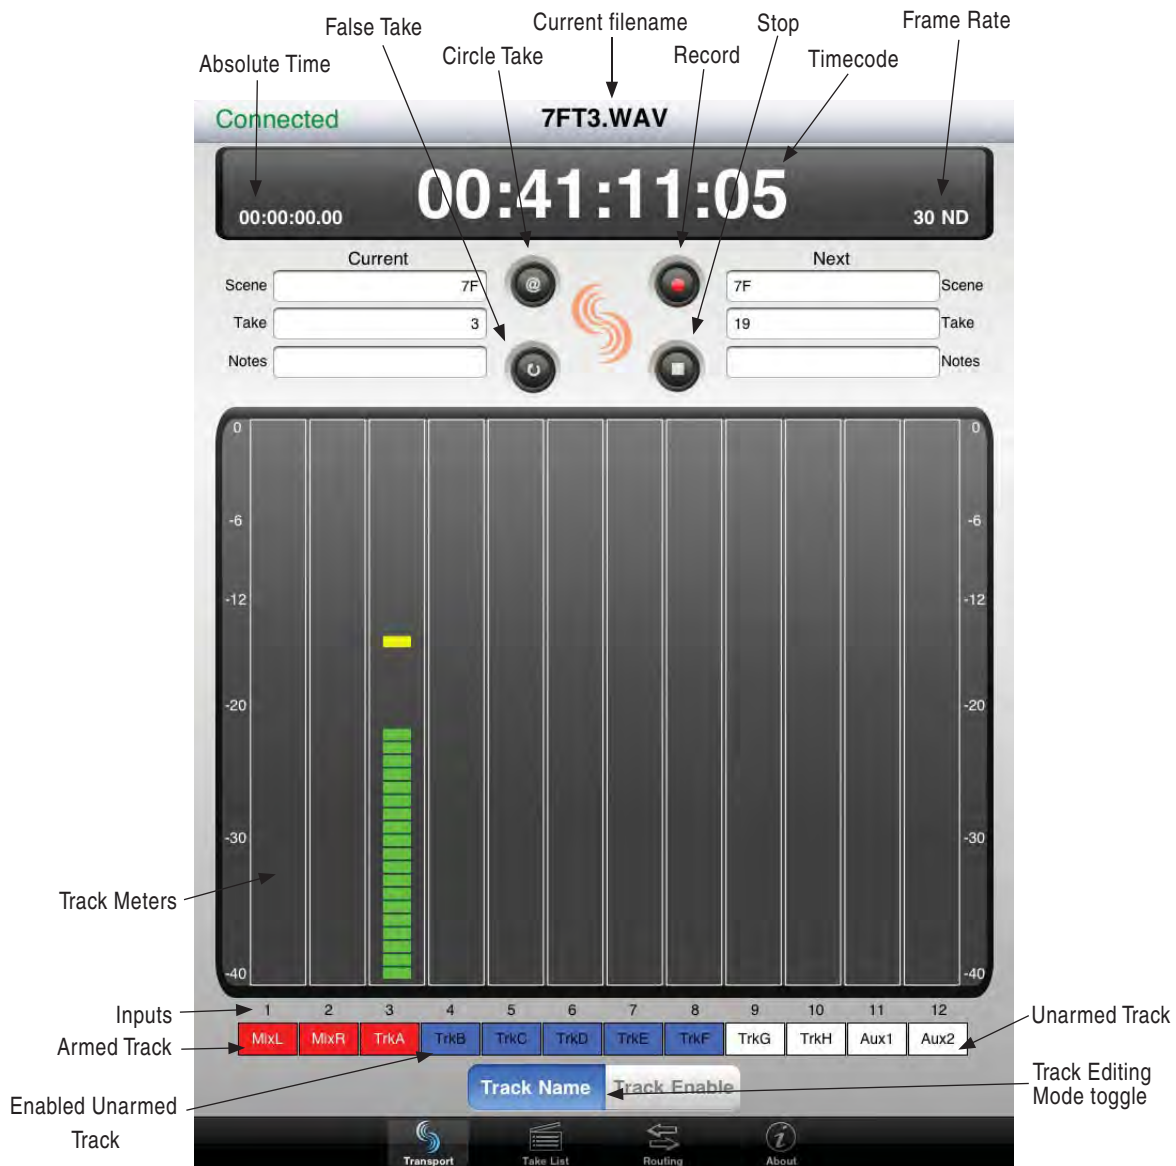 Current filename
Stop
Frame Rate
False Take
Circle Take
Record
Timecode
Absolute Time
Connected
7FT3.WAV
00:41:11:05
00:00:00.00
30 ND
Current
Next
Scene
7F
@
7F
Scene
Take
3
19
Take
Notes
Notes
0
0
-6
-6
-12
-12
-20
-20
-30
-30
Track Meters
-40
-40
Inputs
1 2 3 4 5 6 7 8 9 10 11 12
Unarmed Track
Armed Track
MixL MixR TrkA TrkB TrkC TrkD TrkE TrkF TrkG TrkH Aux1 Aux2
Track Name
Track Enable
Track Editing
Mode toggle
Enabled Unarmed
Track
Transport
Take List
Routing
About